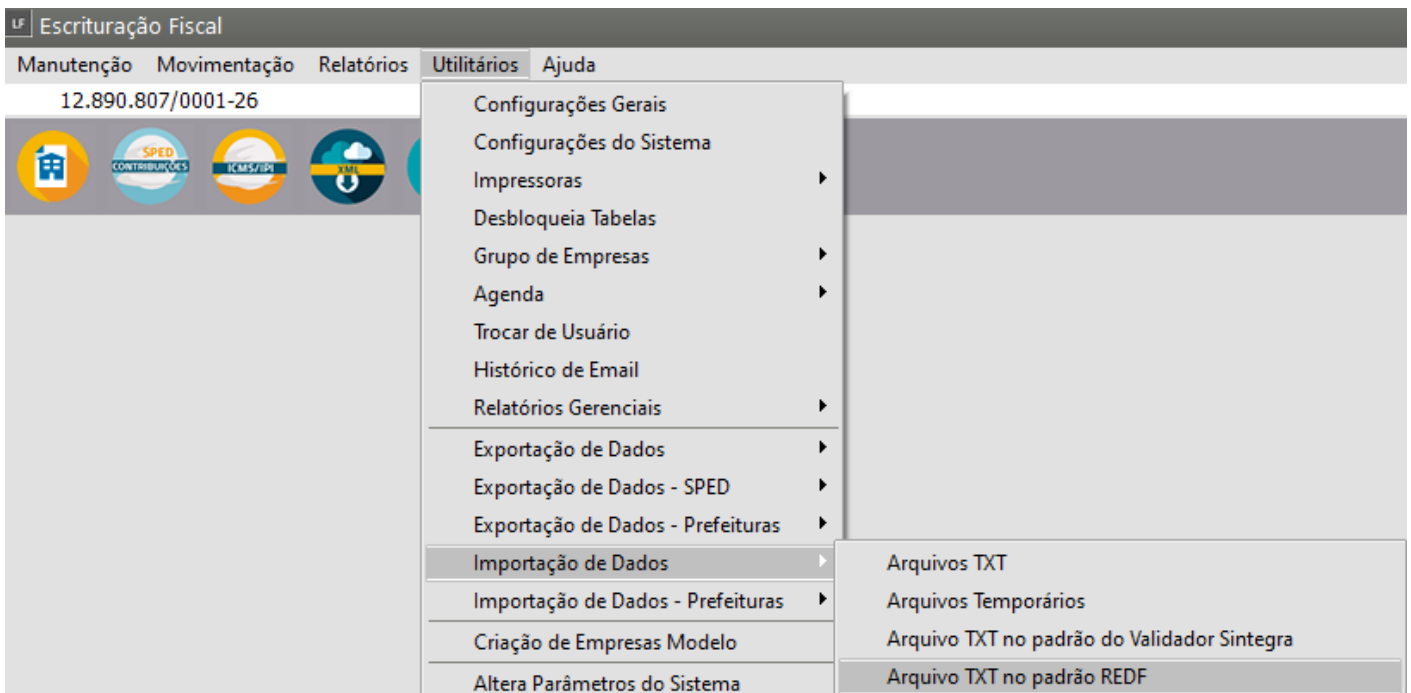 LF Escrituração Fiscal
Manutenção Movimentação Relatórios Utilitários Ajuda
12.890.807/0001-26
SPED
CONTRIBUIÇÕES
ICMS/IPI
XML
Configurações Gerais
Configurações do Sistema
Impressoras
Desbloqueia Tabelas
Grupo de Empresas
Agenda
Trocar de Usuário
Histórico de Email
Relatórios Gerenciais
Exportação de Dados
Exportação de Dados - SPED
Exportação de Dados - Prefeituras
Importação de Dados
Importação de Dados - Prefeituras
Criação de Empresas Modelo
Altera Parâmetros do Sistema
Arquivos TXT
Arquivos Temporários
Arquivo TXT no padrão do Validador Sintegra
Arquivo TXT no padrão REDF